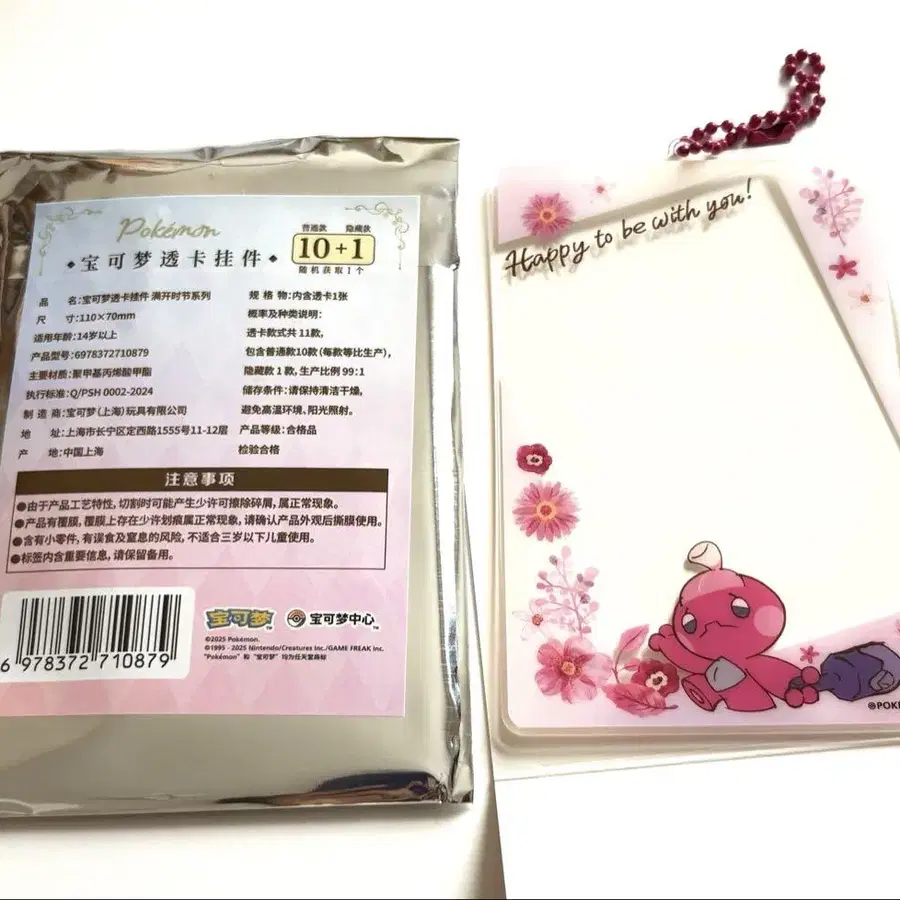 Pokémon
宝可梦透卡挂件
普通款 隐藏款
10+1
随机获取1个
品 名:宝可梦透卡挂件 满开时节系列
尺 寸:110×70mm
适用年龄:14岁以上
产品型号:6978372710879
主要材质:聚甲基丙烯酸甲酯
执行标准:Q/PSH 0002-2024
制 造 商:宝可梦(上海)玩具有限公司
地 址:上海市长宁区定西路1555号11-12层
产 地:中国上海
规 格 物:内含透卡1张
概率及种类说明:
透卡款式共 11款,
包含普通款10款(每款等比生产),
隐藏款 1 款,生产比例 99:1
储存条件:请保持清洁干燥,
避免高温环境、阳光照射。
产品等级:合格品
检验合格
注意事项
●由于产品工艺特性,切割时可能产生少许可擦除碎屑,属正常现象。
●产品有覆膜,覆膜上存在少许划痕属正常现象,请确认产品外观后撕膜使用。
●含有小零件,有误食及窒息的风险,不适合三岁以下儿童使用。
●标签内含重要信息,请保留备用。
6 978372 710879
宝可梦 TM
宝可梦中心 TM
©2025 Pokémon.
©1995 - 2025 Nintendo/Creatures Inc./GAME FREAK inc.
"Pokémon" 和 "宝可梦" 均为任天堂商标
Happy to be with you!
©POKÉ